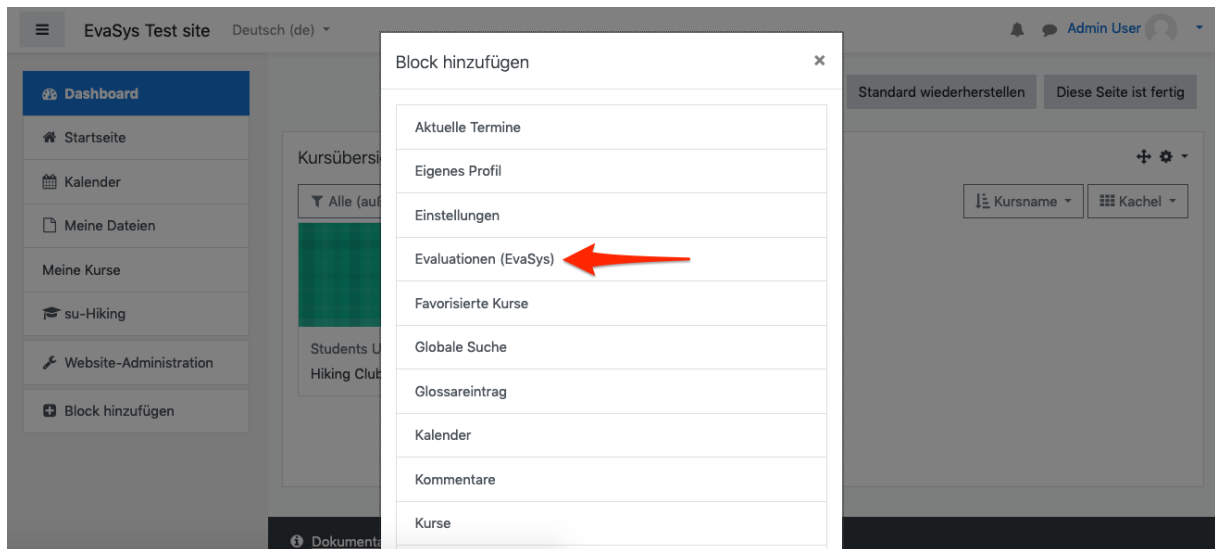 EvaSys Test site
Deutsch (de)
Admin User
Dashboard
Startseite
Kalender
Meine Dateien
Meine Kurse
su-Hiking
Website-Administration
Block hinzufügen
Standard wiederherstellen
Diese Seite ist fertig
Kursübersi
Alle (auß
Kursname
Kachel
Students U
Hiking Club
Dokumenta
Block hinzufügen
×
Aktuelle Termine
Eigenes Profil
Einstellungen
Evaluationen (EvaSys)
Favorisierte Kurse
Globale Suche
Glossareintrag
Kalender
Kommentare
Kurse